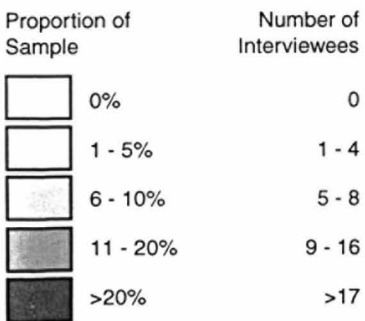 Proportion of Number of
Sample Interviewees
0% 0
1 - 5% 1 - 4
6 - 10% 5 - 8
11 - 20% 9 - 16
>20% >17